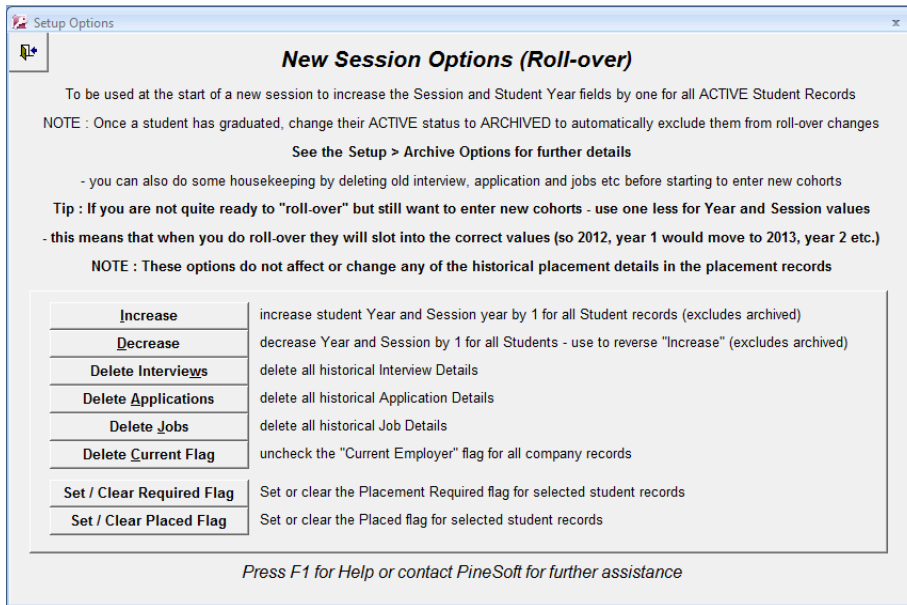 Setup Options
x
New Session Options (Roll-over)
To be used at the start of a new session to increase the Session and Student Year fields by one for all ACTIVE Student Records
NOTE : Once a student has graduated, change their ACTIVE status to ARCHIVED to automatically exclude them from roll-over changes
See the Setup > Archive Options for further details
- you can also do some housekeeping by deleting old interview, application and jobs etc before starting to enter new cohorts
Tip : If you are not quite ready to "roll-over" but still want to enter new cohorts - use one less for Year and Session values
- this means that when you do roll-over they will slot into the correct values (so 2012, year 1 would move to 2013, year 2 etc.)
NOTE : These options do not affect or change any of the historical placement details in the placement records
Increase increase student Year and Session year by 1 for all Student records (excludes archived)
Decrease decrease Year and Session by 1 for all Students - use to reverse "Increase" (excludes archived)
Delete Interviews delete all historical Interview Details
Delete Applications delete all historical Application Details
Delete Jobs delete all historical Job Details
Delete Current Flag uncheck the "Current Employer" flag for all company records
Set / Clear Required Flag Set or clear the Placement Required flag for selected student records
Set / Clear Placed Flag Set or clear the Placed flag for selected student records
Press F1 for Help or contact PineSoft for further assistance